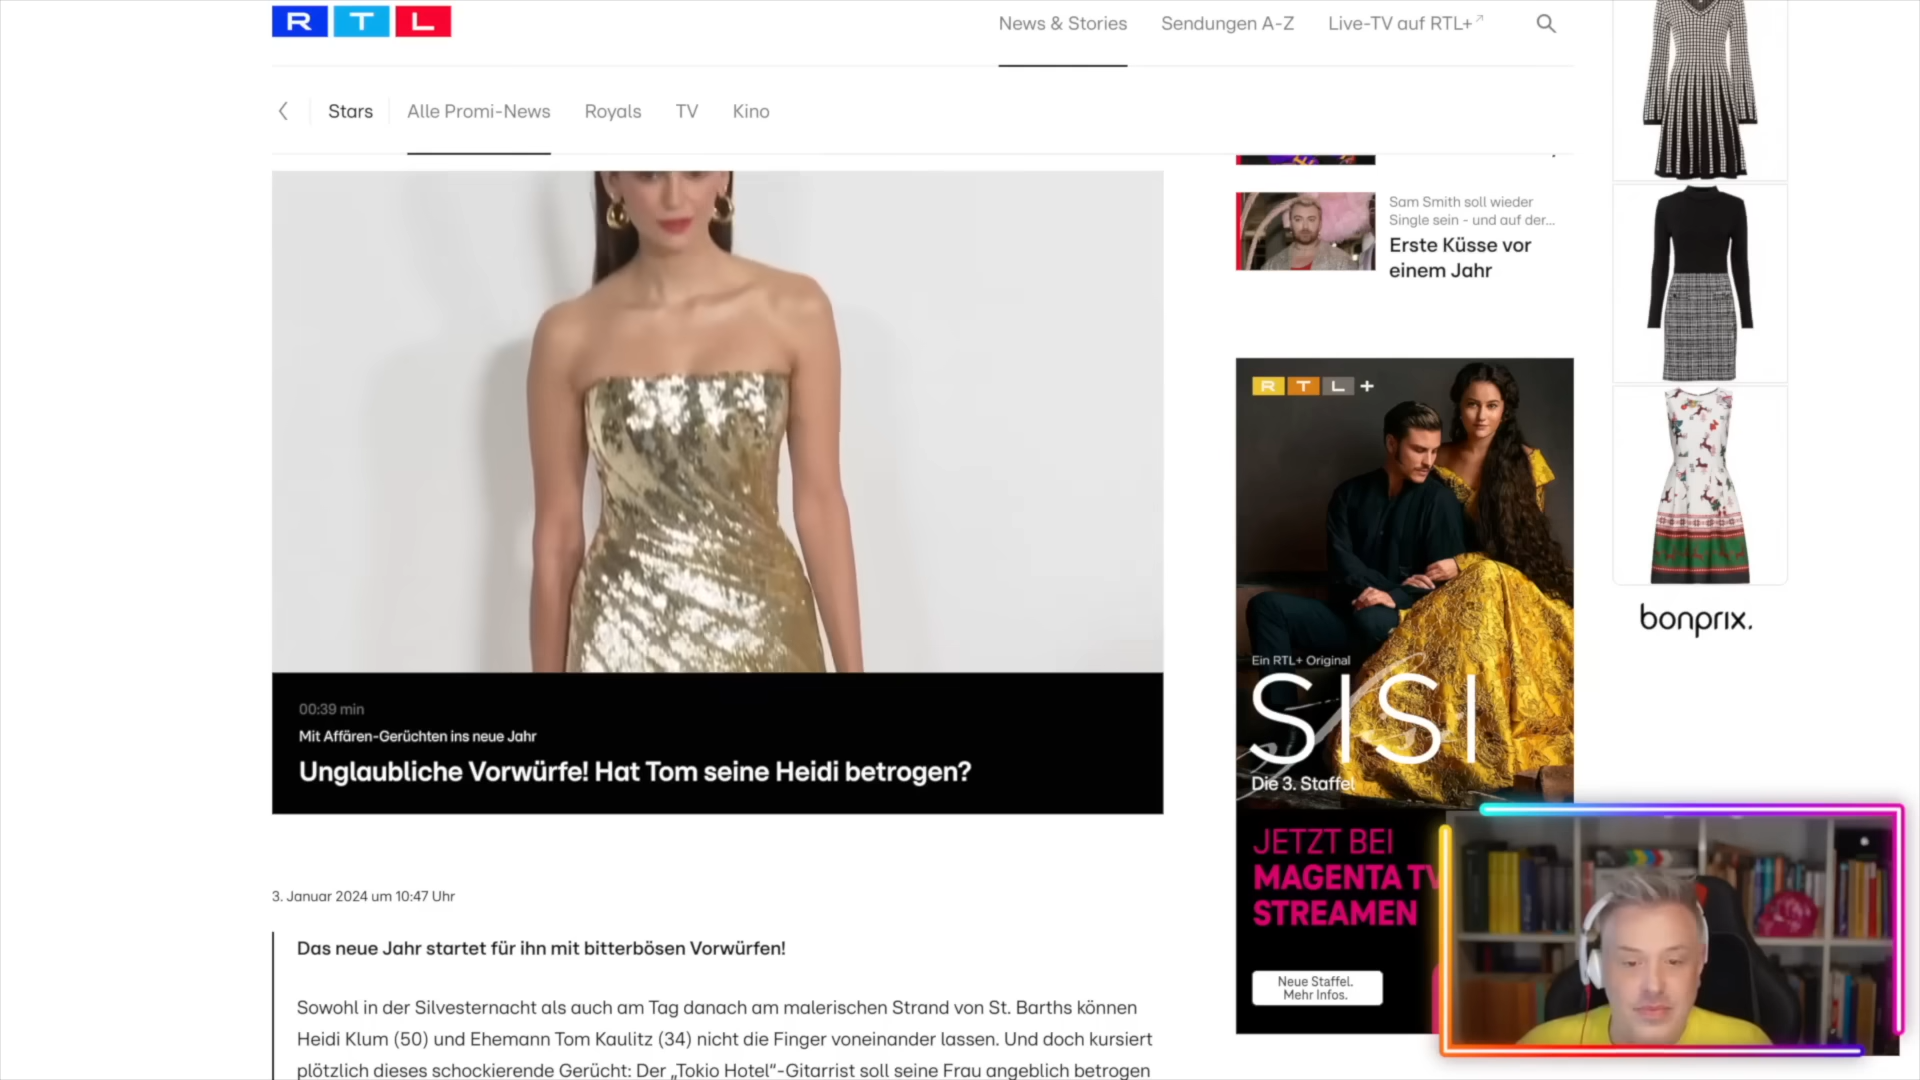 RTL
News & Stories
Sendungen A-Z
Live-TV auf RTL+
Stars
Alle Promi-News
Royals
TV
Kino
00:39 min
Mit Affären-Gerüchten ins neue Jahr
Unglaubliche Vorwürfe! Hat Tom seine Heidi betrogen?
3. Januar 2024 um 10:47 Uhr
Das neue Jahr startet für ihn mit bitterbösen Vorwürfen!
Sowohl in der Silvesternacht als auch am Tag danach am malerischen Strand von St. Barths können
Heidi Klum (50) und Ehemann Tom Kaulitz (34) nicht die Finger voneinander lassen. Und doch kursiert
plötzlich dieses schockierende Gerücht: Der „Tokio Hotel“-Gitarrist soll seine Frau angeblich betrogen
Sam Smith soll wieder
Single sein - und auf der...
Erste Küsse vor
einem Jahr
RTL+
Ein RTL+ Original
SISI
Die 3. Staffel
JETZT BEI
MAGENTA TV
STREAMEN
Neue Staffel.
Mehr Infos.
bonprix.